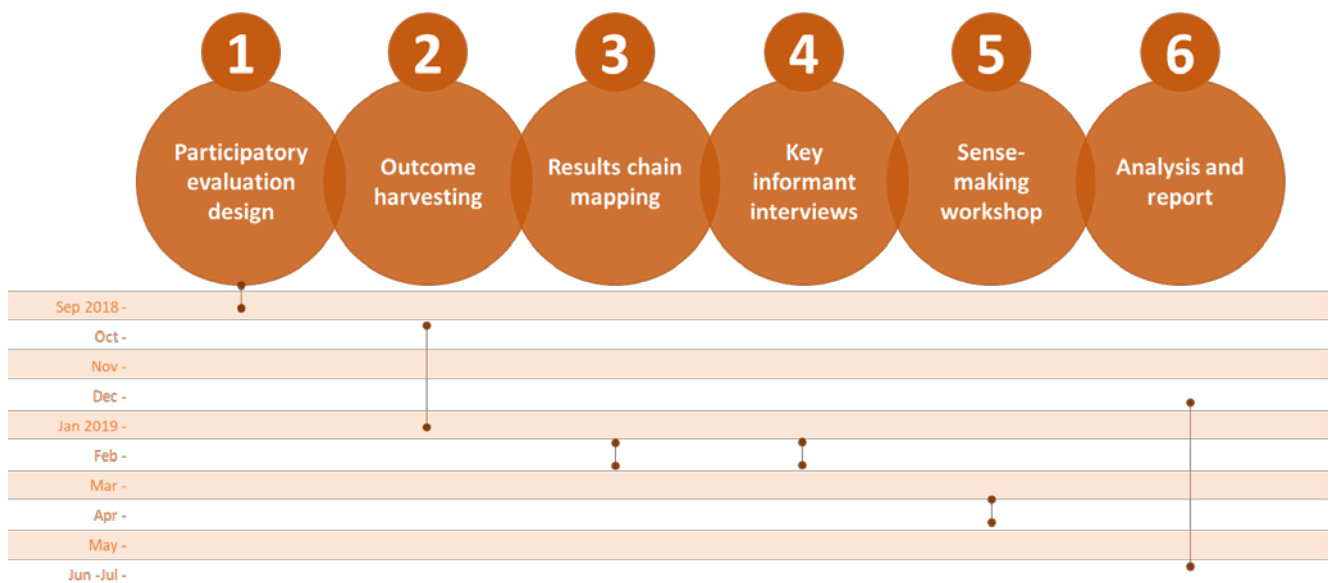 1
2
3
4
5
6
Participatory
evaluation
design
Outcome
harvesting
Results chain
mapping
Key
informant
interviews
Sense-
making
workshop
Analysis and
report
Sep 2018 -
Oct -
Nov -
Dec -
Jan 2019 -
Feb -
Mar -
Apr -
May -
Jun -Jul -